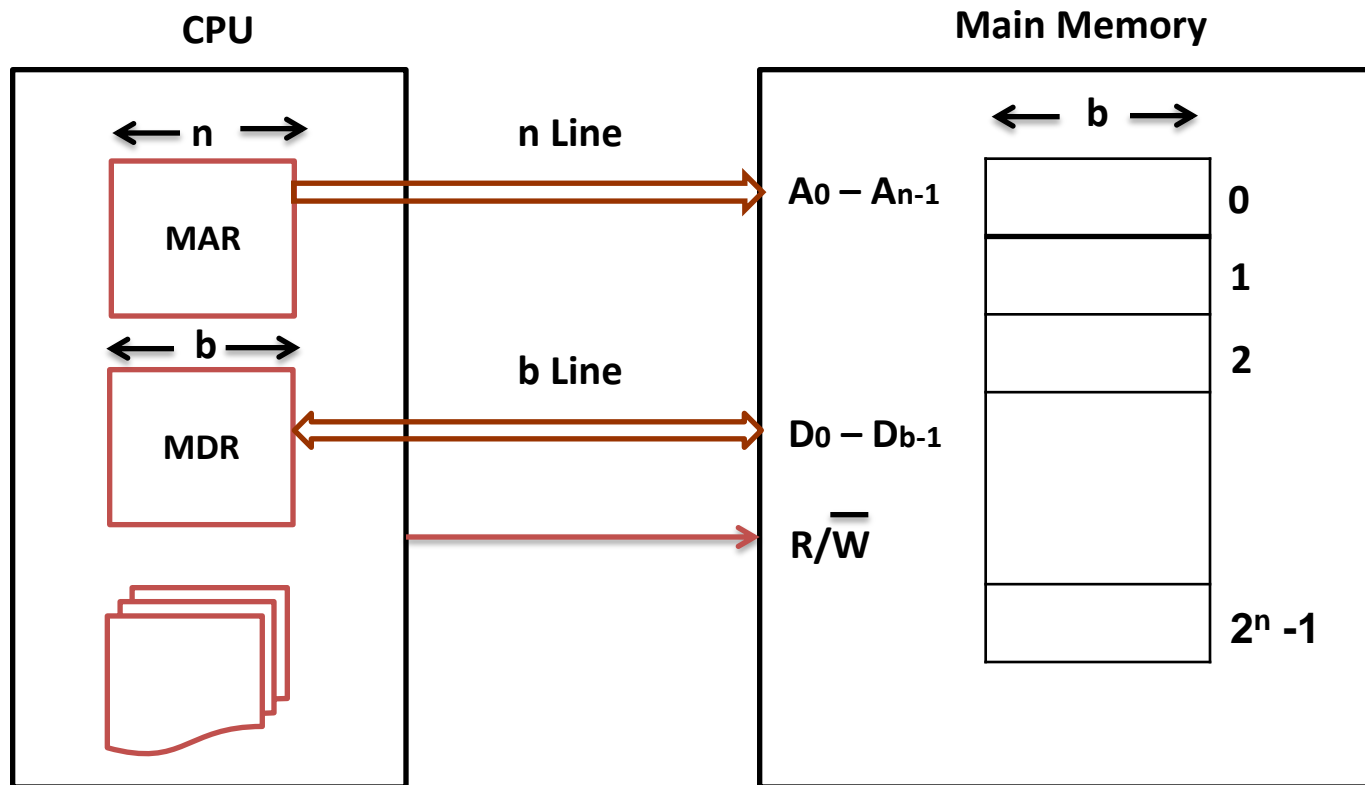 CPU
Main Memory
n
n Line
b
MAR
A0 – An-1
0
1
b
b Line
2
MDR
D0 – Db-1
R/W̅
2ⁿ -1